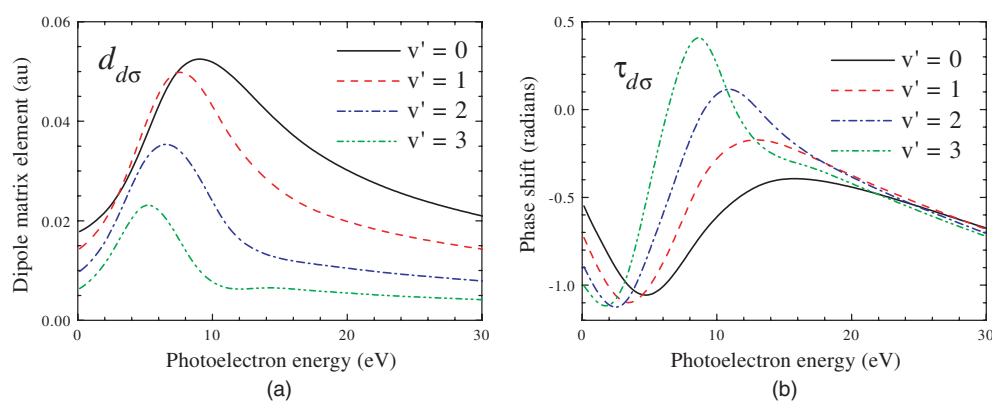 0.06
0.04
0.02
0.00
Dipole matrix element (au)
d dσ
v' = 0
v' = 1
v' = 2
v' = 3
0 10 20 30
Photoelectron energy (eV)
(a)
0.5
0.0
-0.5
-1.0
Phase shift (radians)
τ dσ
v' = 0
v' = 1
v' = 2
v' = 3
0 10 20 30
Photoelectron energy (eV)
(b)